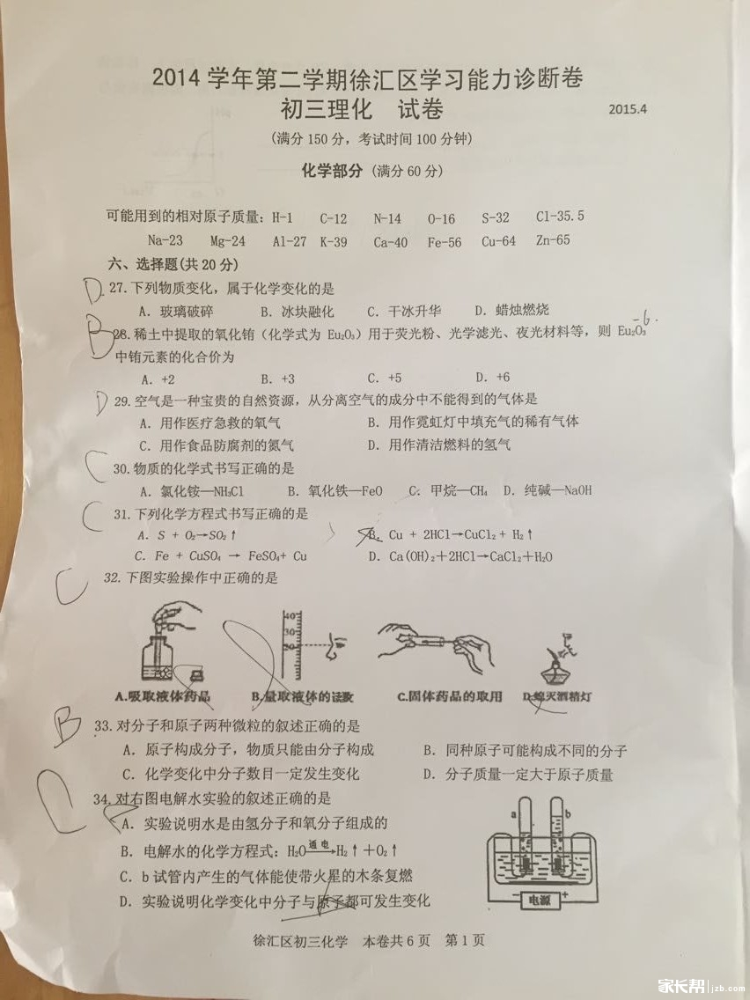 2014 学年第二学期徐汇区学习能力诊断卷
初三理化 试卷 2015.4
(满分 150 分，考试时间 100 分钟)
化学部分 (满分 60 分)
可能用到的相对原子质量：H-1 C-12 N-14 O-16 S-32 Cl-35.5
Na-23 Mg-24 Al-27 K-39 Ca-40 Fe-56 Cu-64 Zn-65
六、选择题(共 20 分)
D 27.下列物质变化，属于化学变化的是
A. 玻璃破碎 B. 冰块融化 C. 干冰升华 D. 蜡烛燃烧
-6
B 28.稀土中提取的氧化铕（化学式为 Eu₂O₃）用于荧光粉、光学滤光、夜光材料等，则 Eu₂O₃
中铕元素的化合价为
A. +2 B. +3 C. +5 D. +6
D 29.空气是一种宝贵的自然资源，从分离空气的成分中不能得到的气体是
A. 用作医疗急救的氧气 B. 用作霓虹灯中填充气的稀有气体
C. 用作食品防腐剂的氮气 D. 用作清洁燃料的氢气
C 30.物质的化学式书写正确的是
A. 氯化铵—NH₃Cl B. 氧化铁—FeO C. 甲烷—CH₄ D. 纯碱—NaOH
C 31.下列化学方程式书写正确的是
A. S + O₂→SO₂↑ B. Cu + 2HCl→CuCl₂ + H₂↑
C. Fe + CuSO₄ → FeSO₄+ Cu D. Ca(OH)₂＋2HCl→CaCl₂＋H₂O
C 32.下图实验操作中正确的是
40
30
20
A.吸取液体药品 B.量取液体的读数 C.固体药品的取用 D.熄灭酒精灯
B 33.对分子和原子两种微粒的叙述正确的是
A. 原子构成分子，物质只能由分子构成 B. 同种原子可能构成不同的分子
C. 化学变化中分子数目一定发生变化 D. 分子质量一定大于原子质量
C 34.对右图电解水实验的叙述正确的是
A. 实验说明水是由氢分子和氧分子组成的
B. 电解水的化学方程式：H₂O 通电→ H₂↑＋O₂↑
C. b 试管内产生的气体能使带火星的木条复燃
D. 实验说明化学变化中分子与原子都可发生变化
a b
- 电源 +
徐汇区初三化学 本卷共 6 页 第 1 页
家长帮 jzb.com